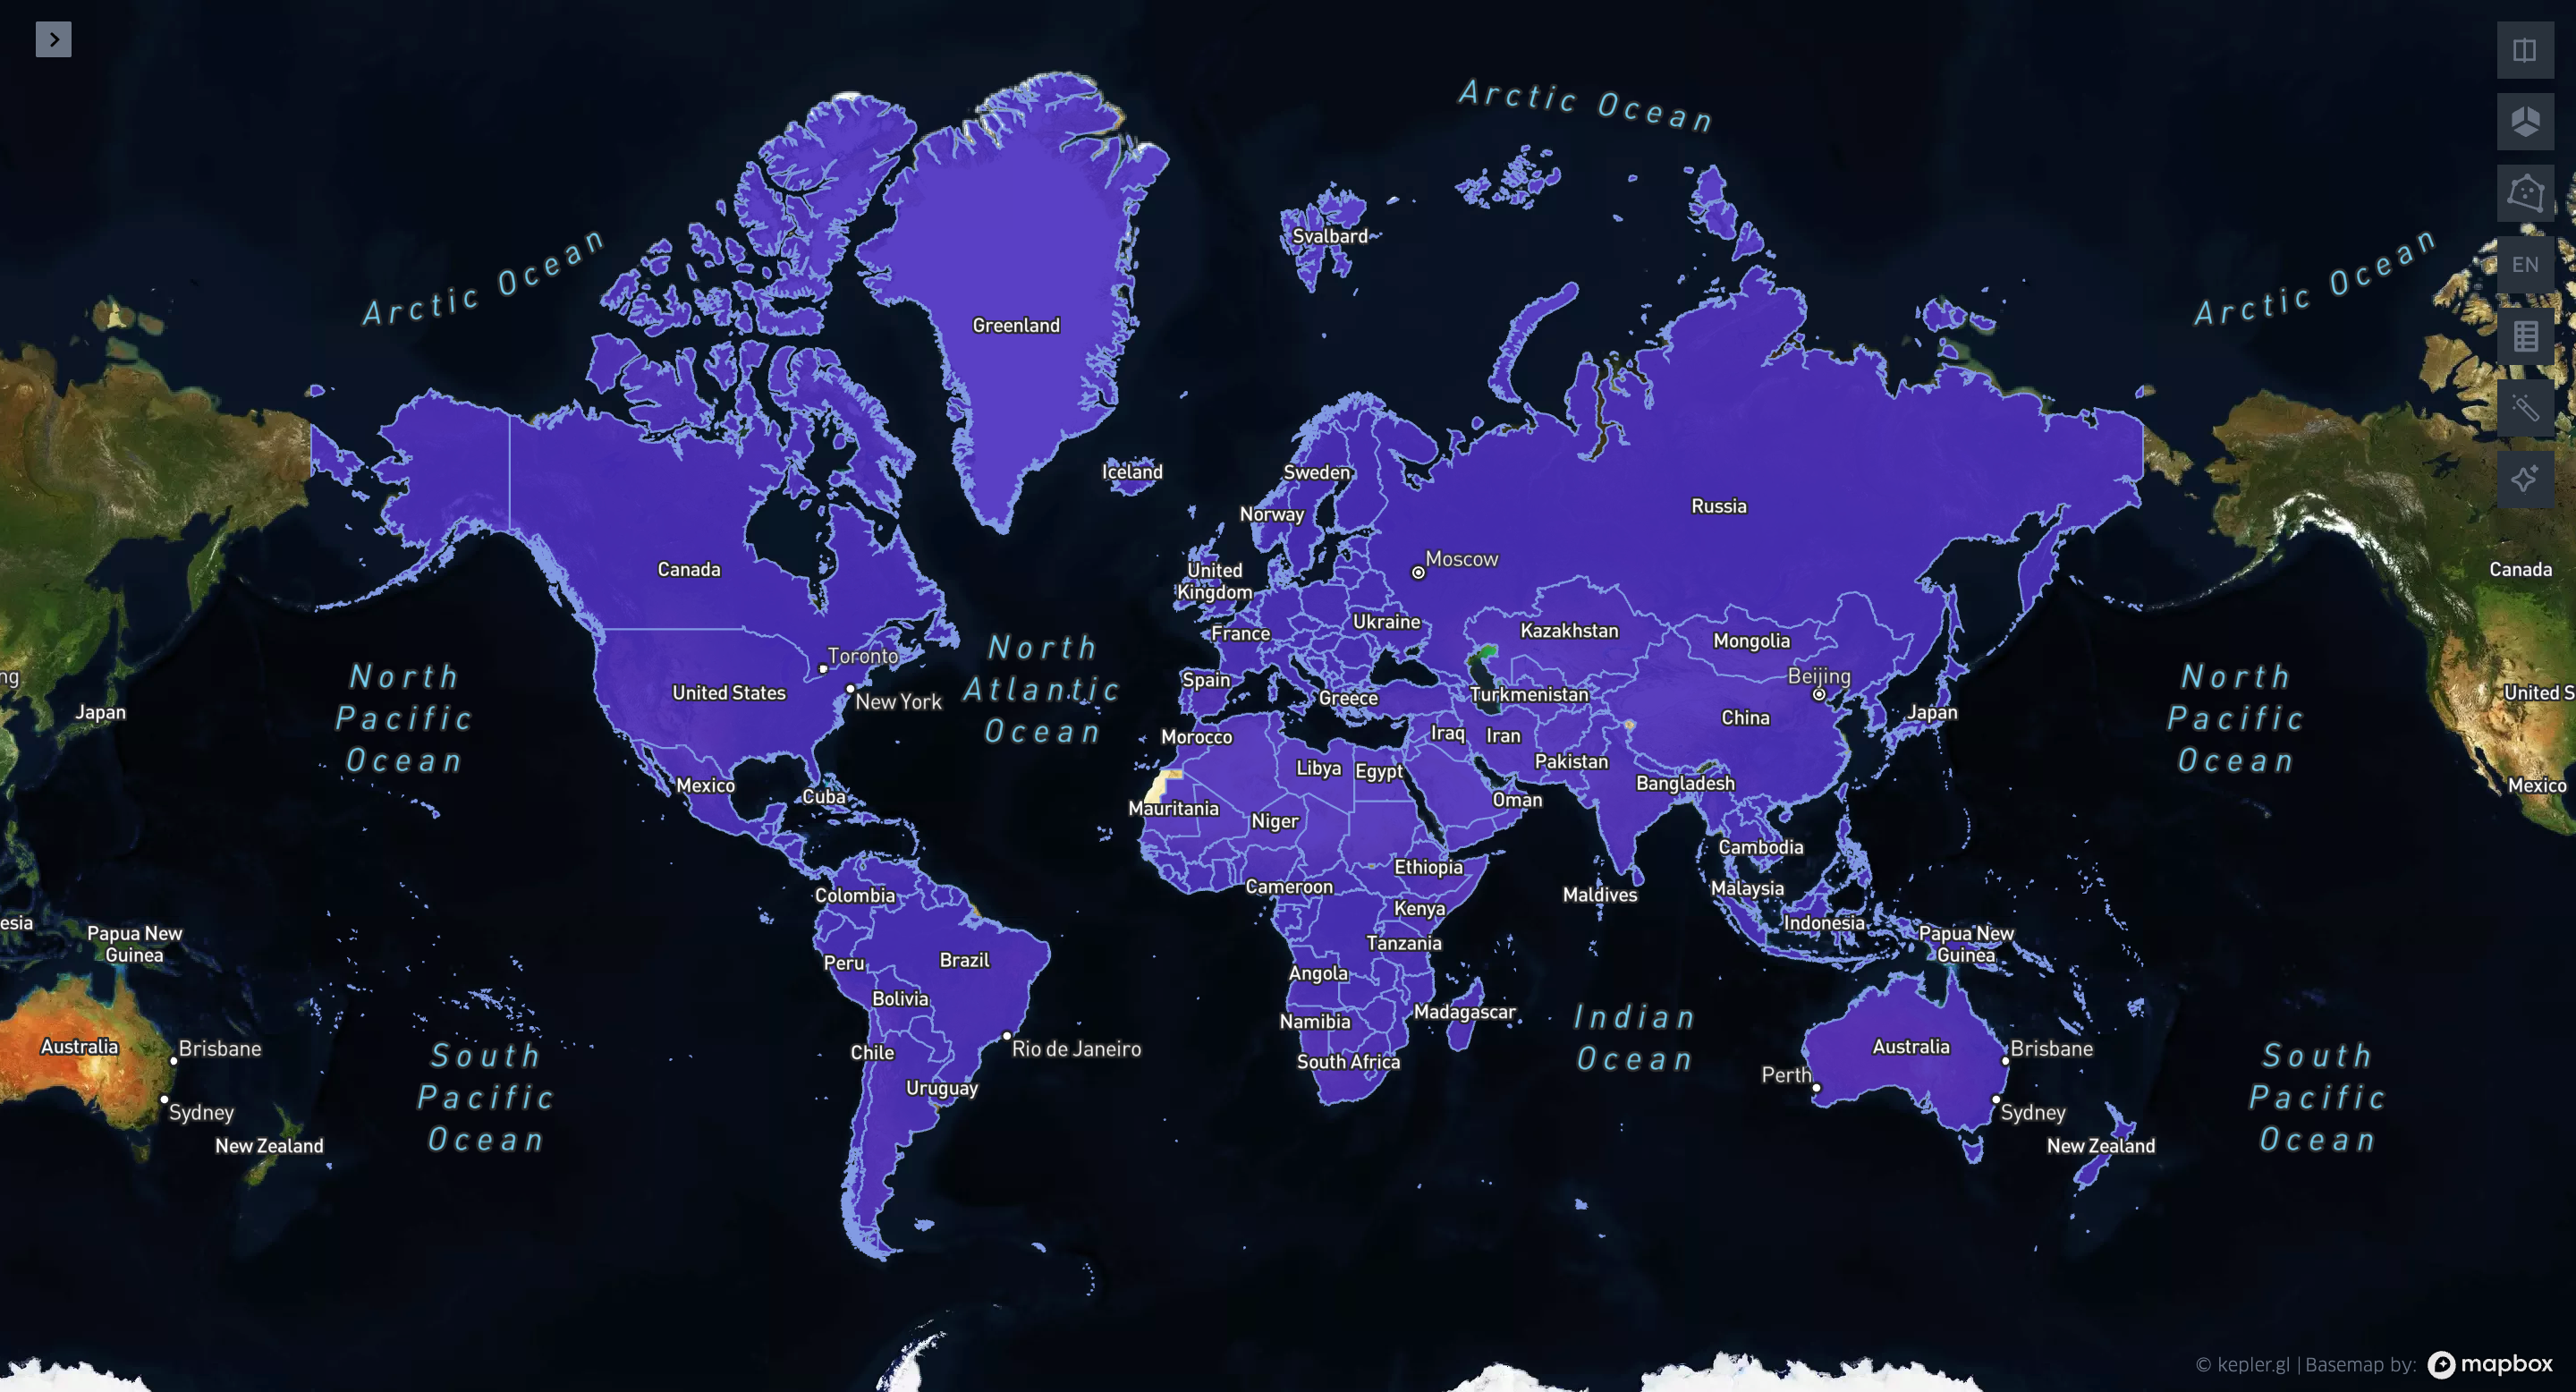 Arctic Ocean
Arctic Ocean
Arctic Ocean
EN
Svalbard
Greenland
Iceland
Sweden
Norway
Russia
Moscow
Canada
Canada
United
Kingdom
Ukraine
France
Kazakhstan
Mongolia
Toronto
Beijing
ng
Spain
United States
United S
New York
Greece
Turkmenistan
China
Japan
Japan
North
Pacific
Ocean
North
Atlantic
Ocean
North
Pacific
Ocean
Morocco
Iraq
Iran
Libya
Egypt
Pakistan
Bangladesh
Mexico
Mexico
Cuba
Mauritania
Oman
Niger
Cambodia
Ethiopia
Cameroon
Colombia
Maldives
Malaysia
Kenya
esia
Indonesia
Papua New
Guinea
Papua New
Guinea
Tanzania
Peru
Brazil
Angola
Bolivia
Madagascar
Namibia
Indian
Ocean
Australia
Brisbane
Sydney
New Zealand
South
Pacific
Ocean
Chile
Rio de Janeiro
Uruguay
South Africa
Perth
Australia
Brisbane
Sydney
New Zealand
South
Pacific
Ocean
© kepler.gl | Basemap by: mapbox